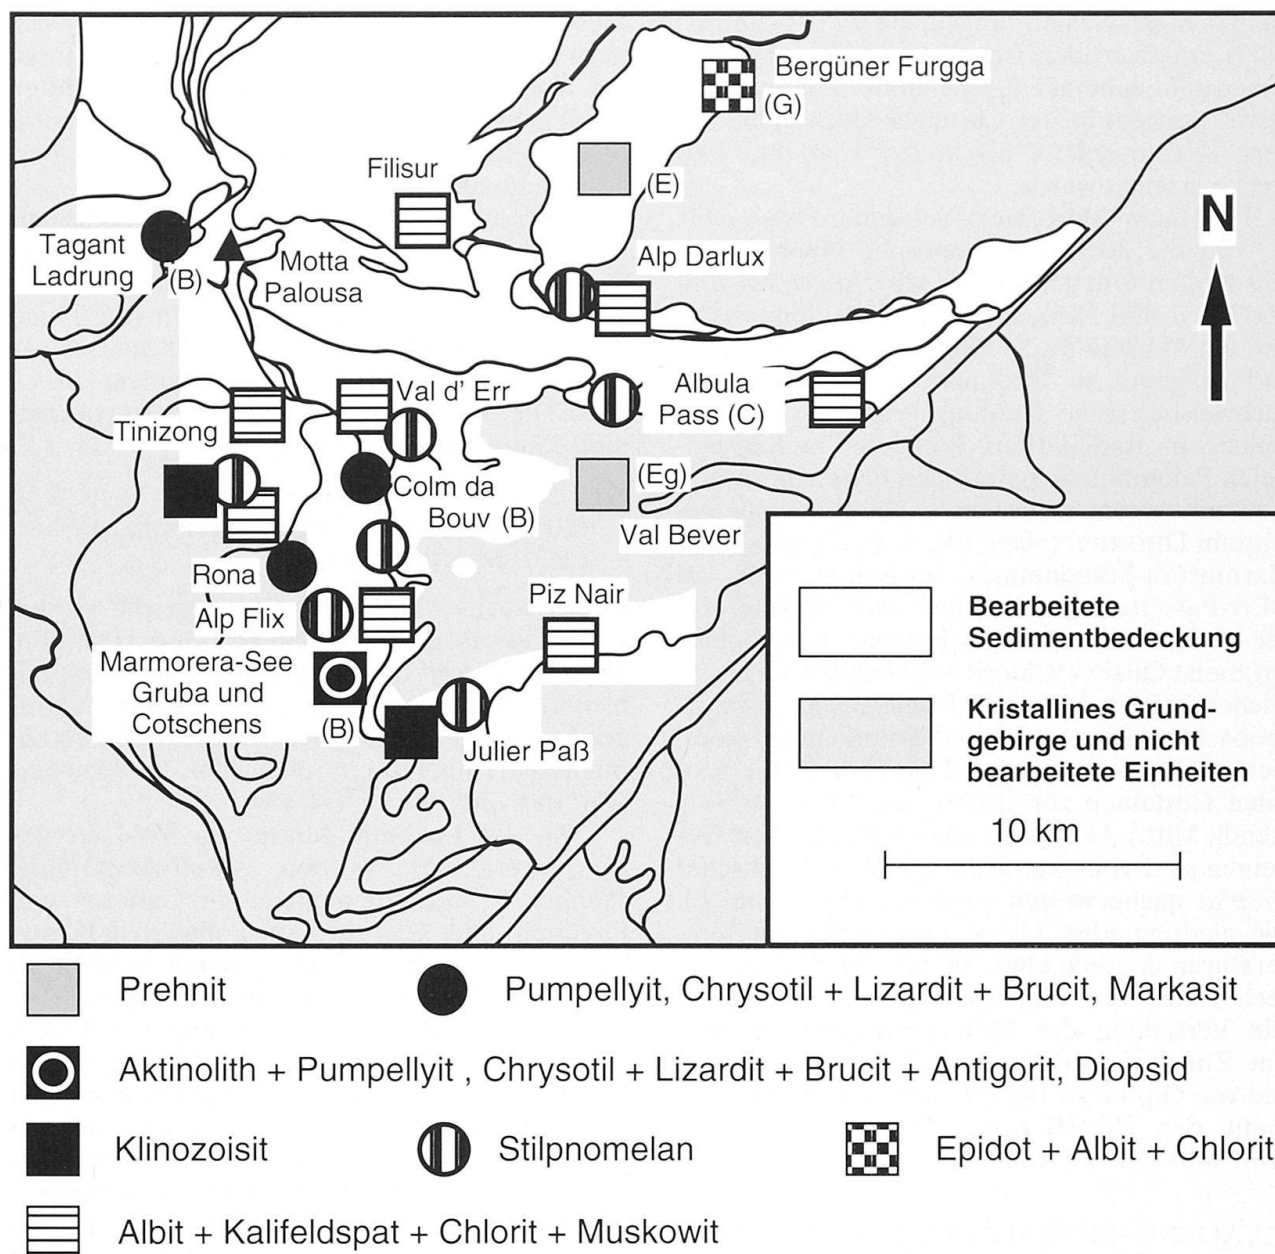 Bergüner Furgga
(G)
N
Filisur
(E)
Tagant
Ladrung
(B)
Motta
Palousa
Alp Darlux
Val d' Err
Albula
Pass (C)
Tinizong
(Eg)
Colm da
Bouv (B)
Val Bever
Rona
Alp Flix
Piz Nair
Marmorera-See
Gruba und
Cotschens
(B)
Julier Paß
Bearbeitete
Sedimentbedeckung
Kristallines Grund-
gebirge und nicht
bearbeitete Einheiten
10 km
Prehnit
Pumpellyit, Chrysotil + Lizardit + Brucit, Markasit
Aktinolith + Pumpellyit , Chrysotil + Lizardit + Brucit + Antigorit, Diopsid
Klinozoisit
Stilpnomelan
Epidot + Albit + Chlorit
Albit + Kalifeldspat + Chlorit + Muskowit